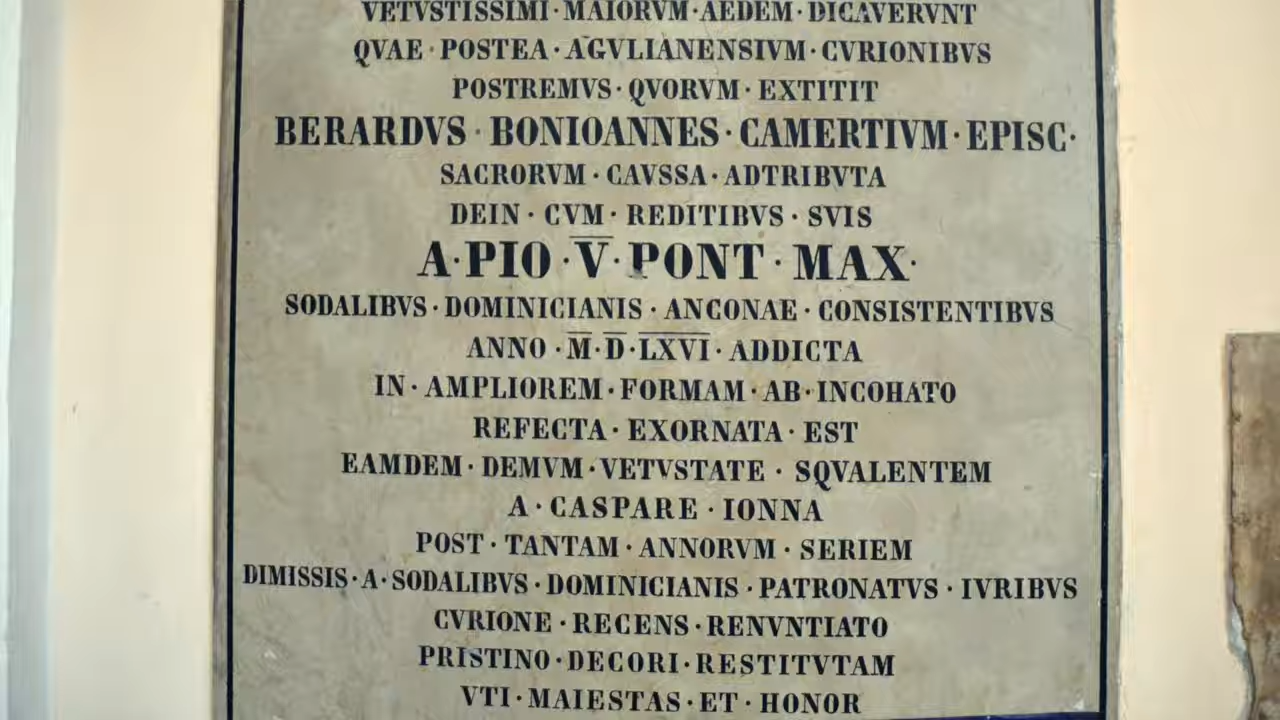 VETVSTISSIMI · MAIORVM · AEDEM · DICAVERVNT
QVAE · POSTEA · AGVLIANENSIVM · CVRIONIBVS
POSTREMVS · QVORVM · EXTITIT
BERARDVS · BONIOANNES · CAMERTIVM · EPISC ·
SACRORVM · CAVSSA · ADTRIBVTA
DEIN · CVM · REDITIBVS · SVIS
A · PIO · V̅ · PONT · MAX ·
SODALIBVS · DOMINICIANIS · ANCONAE · CONSISTENTIBVS
ANNO · M̅ · D̅ · L̅X̅V̅I̅ · ADDICTA
IN · AMPLIOREM · FORMAM · AB · INCOHATO
REFECTA · EXORNATA · EST
EAMDEM · DEMVM · VETVSTATE · SQVALENTEM
A · CASPARE · IONNA
POST · TANTAM · ANNORVM · SERIEM
DIMISSIS · A · SODALIBVS · DOMINICIANIS · PATRONATVS · IVRIBVS
CVRIONE · RECENS · RENVNTIATO
PRISTINO · DECORI · RESTITVTAM
VTI · MAIESTAS · ET · HONOR